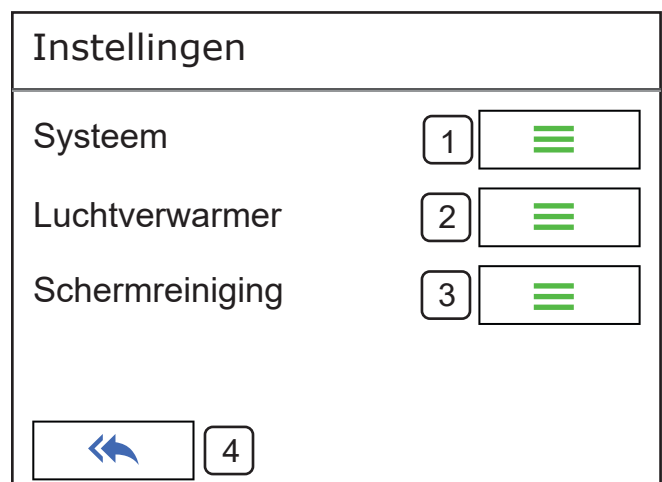 Instellingen
Systeem 1
Luchtverwarmer 2
Schermreiniging 3
4